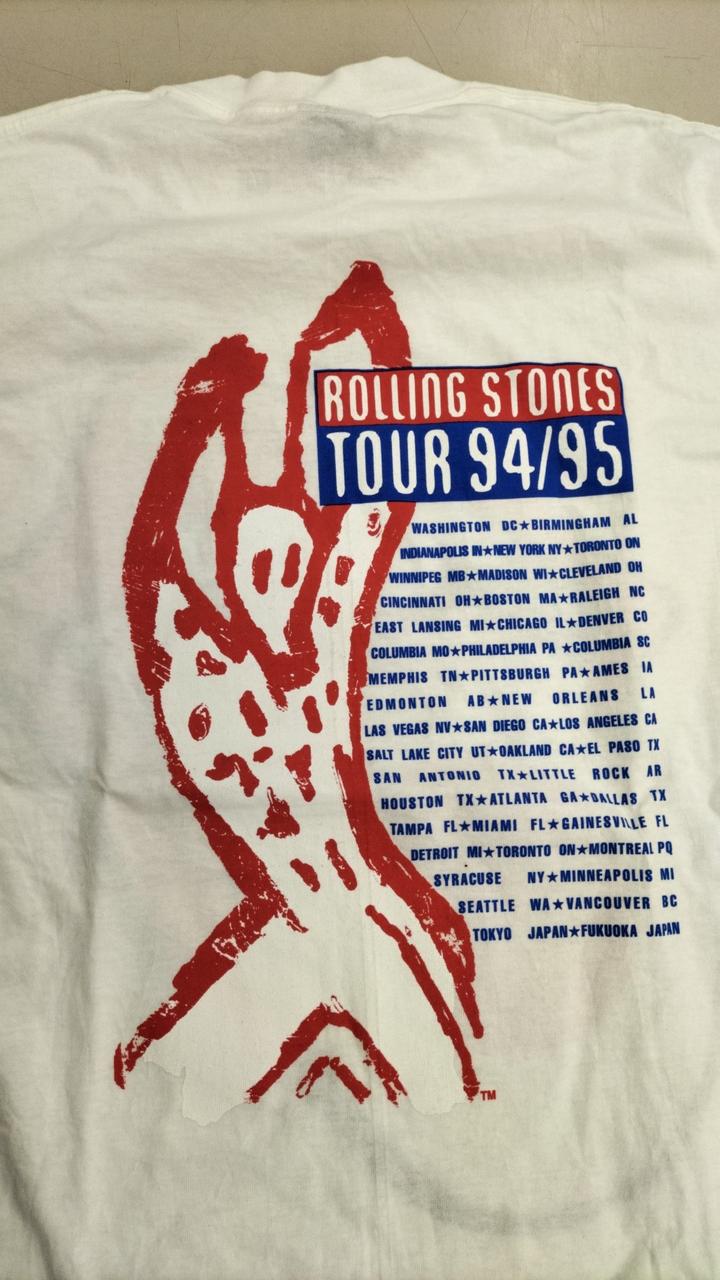 ROLLING STONES
TOUR 94/95
WASHINGTON DC★BIRMINGHAM AL
INDIANAPOLIS IN★NEW YORK NY★TORONTO ON
WINNIPEG MB★MADISON WI★CLEVELAND OH
CINCINNATI OH★BOSTON MA★RALEIGH NC
EAST LANSING MI★CHICAGO IL★DENVER CO
COLUMBIA MO★PHILADELPHIA PA★COLUMBIA SC
MEMPHIS TN★PITTSBURGH PA★AMES IA
EDMONTON AB★NEW ORLEANS LA
LAS VEGAS NV★SAN DIEGO CA★LOS ANGELES CA
SALT LAKE CITY UT★OAKLAND CA★EL PASO TX
SAN ANTONIO TX★LITTLE ROCK AR
HOUSTON TX★ATLANTA GA★DALLAS TX
TAMPA FL★MIAMI FL★GAINESVILLE FL
DETROIT MI★TORONTO ON★MONTREAL PQ
SYRACUSE NY★MINNEAPOLIS MI
SEATTLE WA★VANCOUVER BC
TOKYO JAPAN★FUKUOKA JAPAN
TM